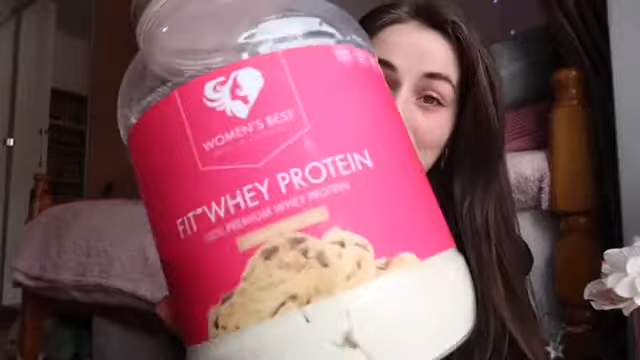 WOMEN'S BEST
FIT WHEY PROTEIN
100% PREMIUM WHEY PROTEIN